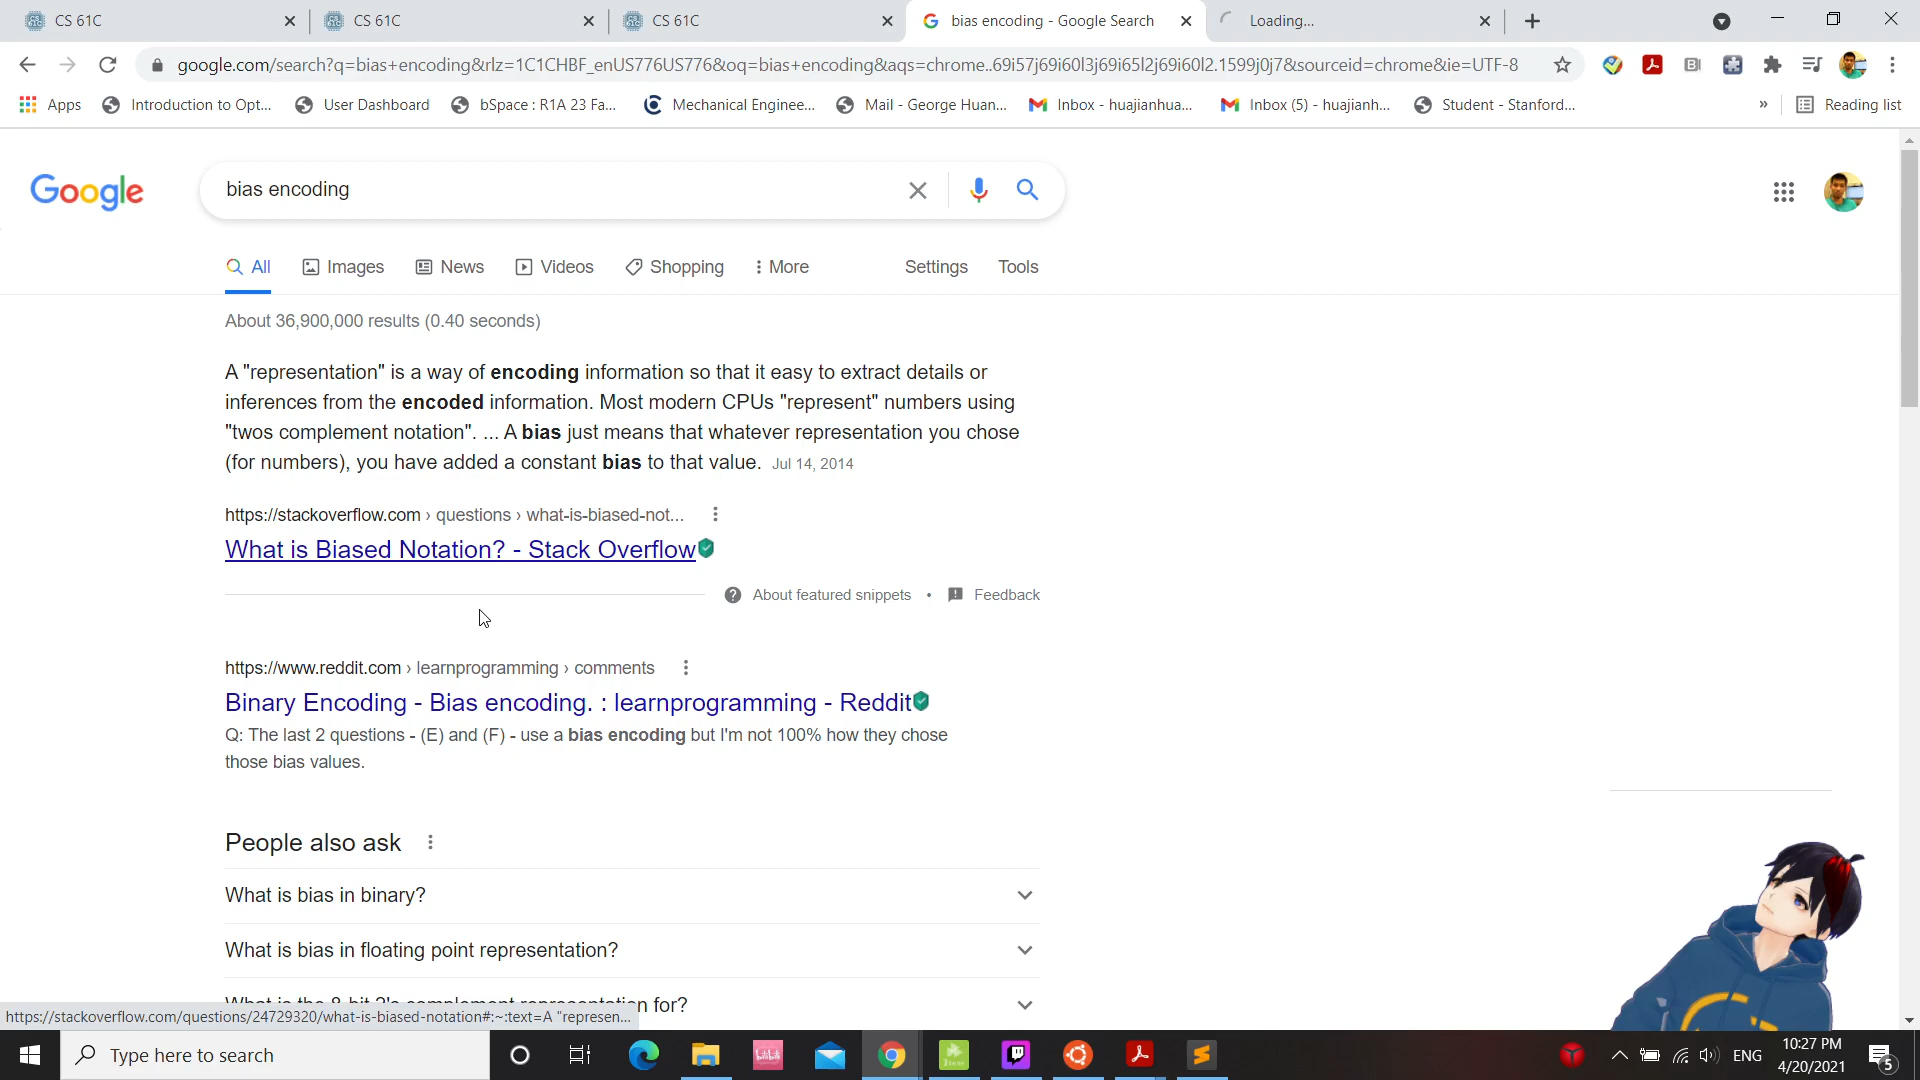 CS 61C
CS 61C
CS 61C
bias encoding - Google Search
Loading...
google.com/search?q=bias+encoding&rlz=1C1CHBF_enUS776US776&oq=bias+encoding&aqs=chrome..69i57j69i60l3j69i65l2j69i60l2.1599j0j7&sourceid=chrome&ie=UTF-8
Apps
Introduction to Opt...
User Dashboard
bSpace : R1A 23 Fa...
Mechanical Enginee...
Mail - George Huan...
Inbox - huajianhua...
Inbox (5) - huajianh...
Student - Stanford...
»
Reading list
Google
bias encoding
All
Images
News
Videos
Shopping
More
Settings
Tools
About 36,900,000 results (0.40 seconds)
A "representation" is a way of encoding information so that it easy to extract details or
inferences from the encoded information. Most modern CPUs "represent" numbers using
"twos complement notation". ... A bias just means that whatever representation you chose
(for numbers), you have added a constant bias to that value. Jul 14, 2014
https://stackoverflow.com › questions › what-is-biased-not...
What is Biased Notation? - Stack Overflow
About featured snippets • Feedback
https://www.reddit.com › learnprogramming › comments
Binary Encoding - Bias encoding. : learnprogramming - Reddit
Q: The last 2 questions - (E) and (F) - use a bias encoding but I'm not 100% how they chose
those bias values.
People also ask
What is bias in binary?
What is bias in floating point representation?
What is the 8-bit 2's complement representation for?
https://stackoverflow.com/questions/24729320/what-is-biased-notation#:~:text=A "represen...
Type here to search
ENG
10:27 PM
4/20/2021
5